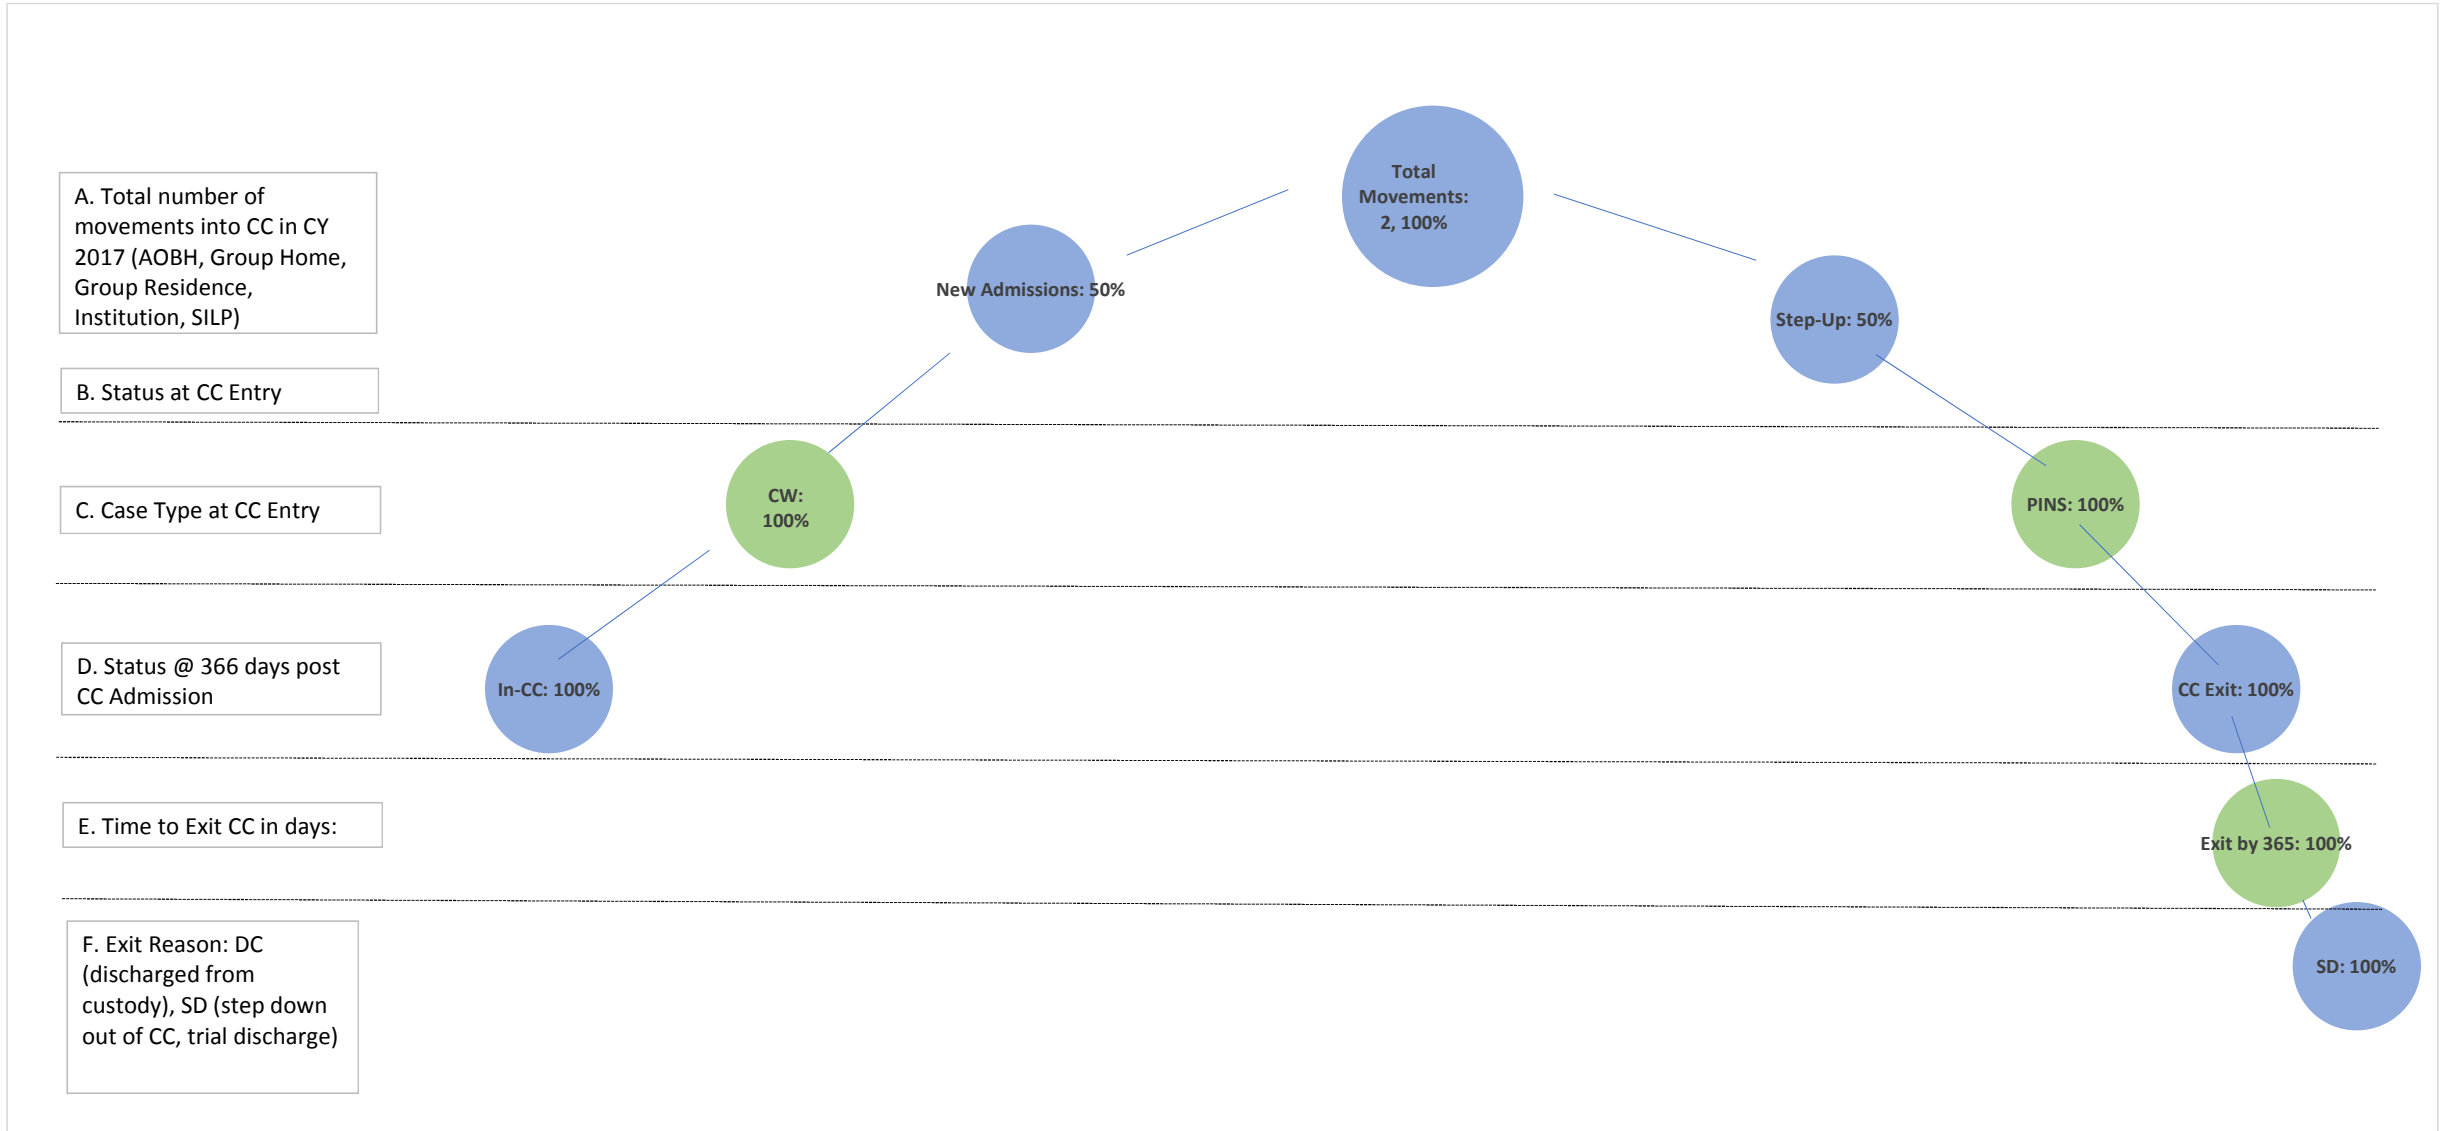 Total
Movements:
2, 100%
A. Total number of
movements into CC in CY
2017 (AOBH, Group Home,
Group Residence,
Institution, SILP)
New Admissions: 50%
Step-Up: 50%
B. Status at CC Entry
CW:
100%
C. Case Type at CC Entry
PINS: 100%
D. Status @ 366 days post
CC Admission
In-CC: 100%
CC Exit: 100%
E. Time to Exit CC in days:
Exit by 365: 100%
F. Exit Reason: DC
(discharged from
custody), SD (step down
out of CC, trial discharge)
SD: 100%